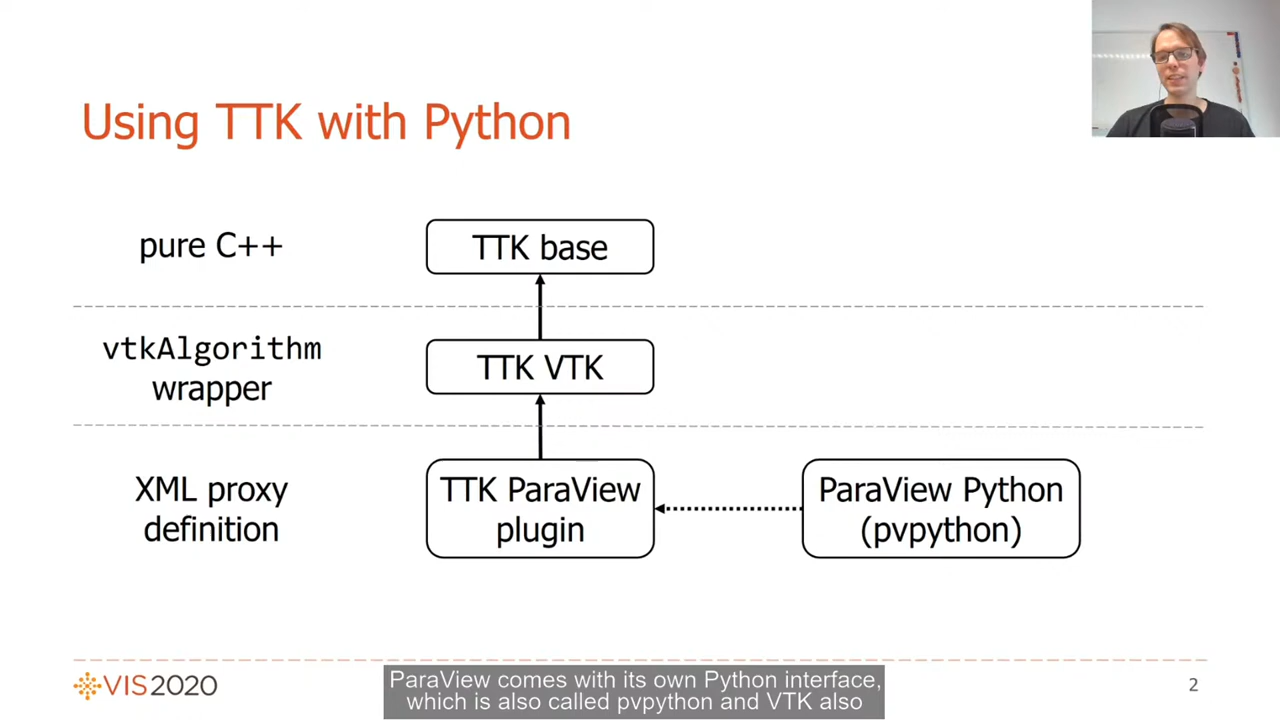 Using TTK with Python
pure C++
TTK base
vtkAlgorithm
wrapper
TTK VTK
XML proxy
definition
TTK ParaView
plugin
ParaView Python
(pvpython)
VIS2020
ParaView comes with its own Python interface,
which is also called pvpython and VTK also
2